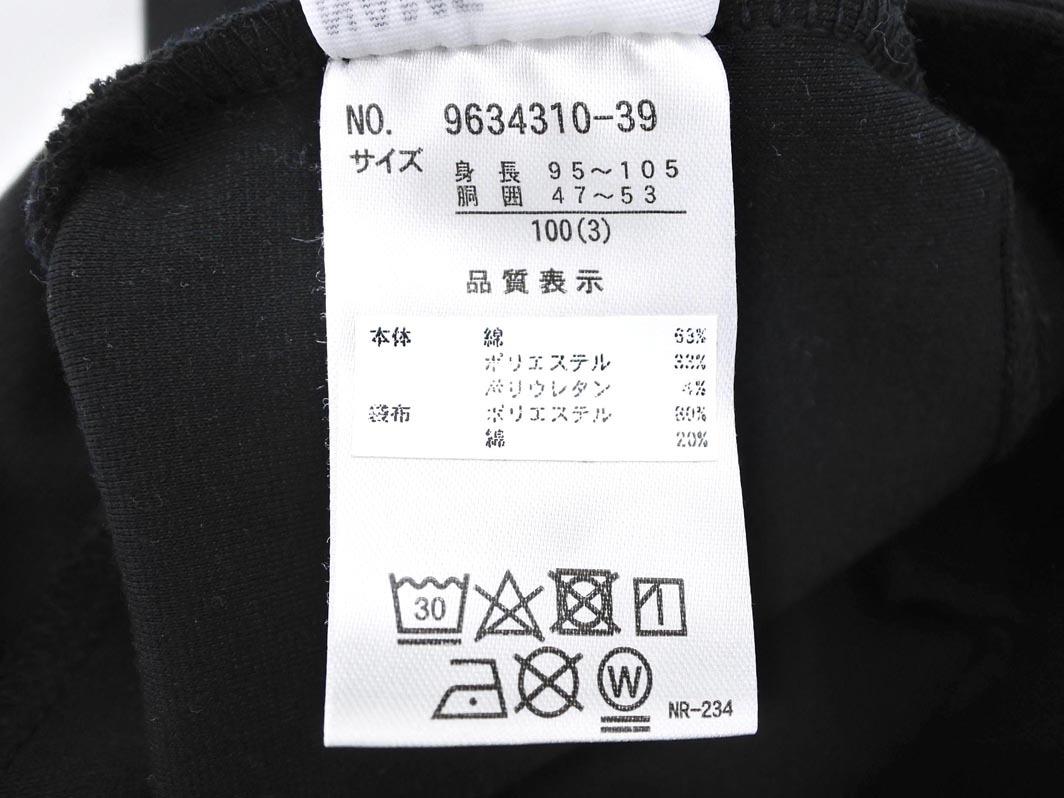 NO. 9634310-39
サイズ 身長 95～105
胴囲 47～53
100(3)
品質表示
本体 綿 63%
ポリエステル 33%
ポリウレタン 4%
袋布 ポリエステル 80%
綿 20%
30
W
NR-234